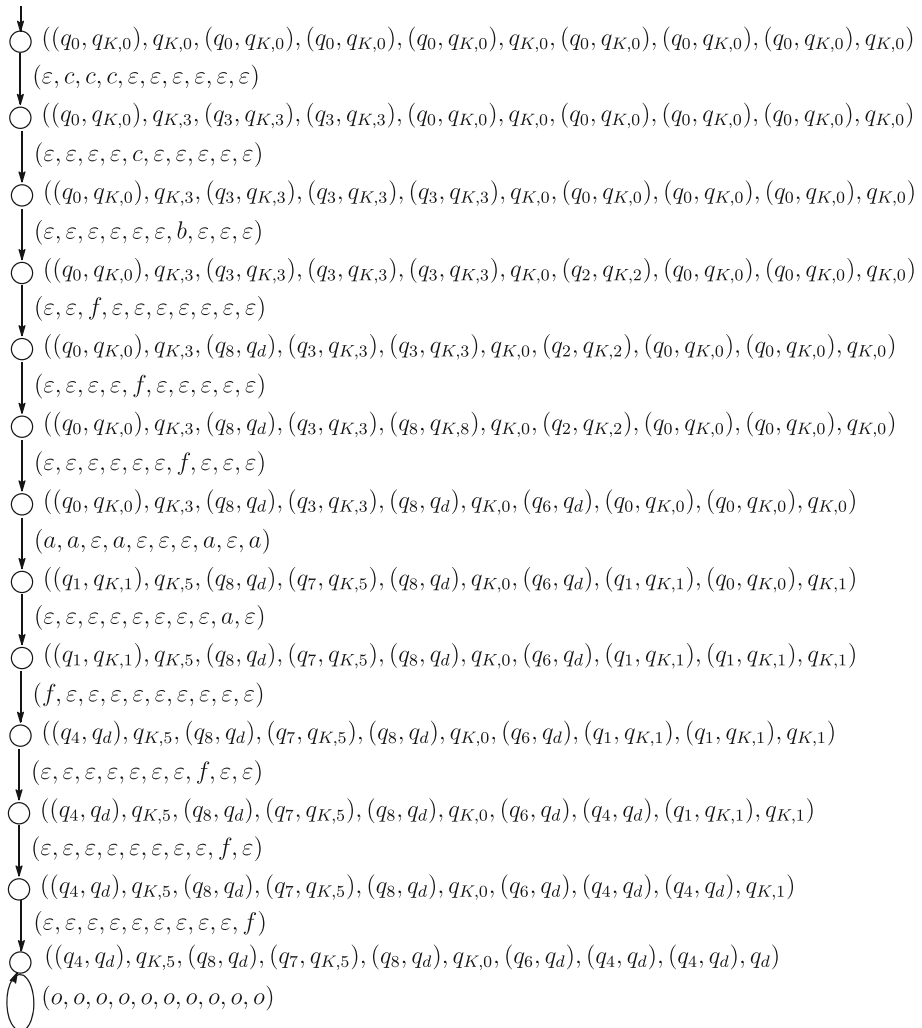 ((q_0, q_{K,0}), q_{K,0}, (q_0, q_{K,0}), (q_0, q_{K,0}), (q_0, q_{K,0}), q_{K,0}, (q_0, q_{K,0}), (q_0, q_{K,0}), (q_0, q_{K,0}), q_{K,0})
(ε, c, c, c, ε, ε, ε, ε, ε, ε)
((q_0, q_{K,0}), q_{K,3}, (q_3, q_{K,3}), (q_3, q_{K,3}), (q_0, q_{K,0}), q_{K,0}, (q_0, q_{K,0}), (q_0, q_{K,0}), (q_0, q_{K,0}), q_{K,0})
(ε, ε, ε, ε, c, ε, ε, ε, ε, ε)
((q_0, q_{K,0}), q_{K,3}, (q_3, q_{K,3}), (q_3, q_{K,3}), (q_3, q_{K,3}), q_{K,0}, (q_0, q_{K,0}), (q_0, q_{K,0}), (q_0, q_{K,0}), q_{K,0})
(ε, ε, ε, ε, ε, ε, b, ε, ε, ε)
((q_0, q_{K,0}), q_{K,3}, (q_3, q_{K,3}), (q_3, q_{K,3}), (q_3, q_{K,3}), q_{K,0}, (q_2, q_{K,2}), (q_0, q_{K,0}), (q_0, q_{K,0}), q_{K,0})
(ε, ε, f, ε, ε, ε, ε, ε, ε, ε)
((q_0, q_{K,0}), q_{K,3}, (q_8, q_d), (q_3, q_{K,3}), (q_3, q_{K,3}), q_{K,0}, (q_2, q_{K,2}), (q_0, q_{K,0}), (q_0, q_{K,0}), q_{K,0})
(ε, ε, ε, ε, f, ε, ε, ε, ε, ε)
((q_0, q_{K,0}), q_{K,3}, (q_8, q_d), (q_3, q_{K,3}), (q_8, q_{K,8}), q_{K,0}, (q_2, q_{K,2}), (q_0, q_{K,0}), (q_0, q_{K,0}), q_{K,0})
(ε, ε, ε, ε, ε, ε, f, ε, ε, ε)
((q_0, q_{K,0}), q_{K,3}, (q_8, q_d), (q_3, q_{K,3}), (q_8, q_d), q_{K,0}, (q_6, q_d), (q_0, q_{K,0}), (q_0, q_{K,0}), q_{K,0})
(a, a, ε, a, ε, ε, ε, a, ε, a)
((q_1, q_{K,1}), q_{K,5}, (q_8, q_d), (q_7, q_{K,5}), (q_8, q_d), q_{K,0}, (q_6, q_d), (q_1, q_{K,1}), (q_0, q_{K,0}), q_{K,1})
(ε, ε, ε, ε, ε, ε, ε, ε, a, ε)
((q_1, q_{K,1}), q_{K,5}, (q_8, q_d), (q_7, q_{K,5}), (q_8, q_d), q_{K,0}, (q_6, q_d), (q_1, q_{K,1}), (q_1, q_{K,1}), q_{K,1})
(f, ε, ε, ε, ε, ε, ε, ε, ε, ε)
((q_4, q_d), q_{K,5}, (q_8, q_d), (q_7, q_{K,5}), (q_8, q_d), q_{K,0}, (q_6, q_d), (q_1, q_{K,1}), (q_1, q_{K,1}), q_{K,1})
(ε, ε, ε, ε, ε, ε, ε, f, ε, ε)
((q_4, q_d), q_{K,5}, (q_8, q_d), (q_7, q_{K,5}), (q_8, q_d), q_{K,0}, (q_6, q_d), (q_4, q_d), (q_1, q_{K,1}), q_{K,1})
(ε, ε, ε, ε, ε, ε, ε, ε, f, ε)
((q_4, q_d), q_{K,5}, (q_8, q_d), (q_7, q_{K,5}), (q_8, q_d), q_{K,0}, (q_6, q_d), (q_4, q_d), (q_4, q_d), q_{K,1})
(ε, ε, ε, ε, ε, ε, ε, ε, ε, f)
((q_4, q_d), q_{K,5}, (q_8, q_d), (q_7, q_{K,5}), (q_8, q_d), q_{K,0}, (q_6, q_d), (q_4, q_d), (q_4, q_d), q_d)
(o, o, o, o, o, o, o, o, o, o)